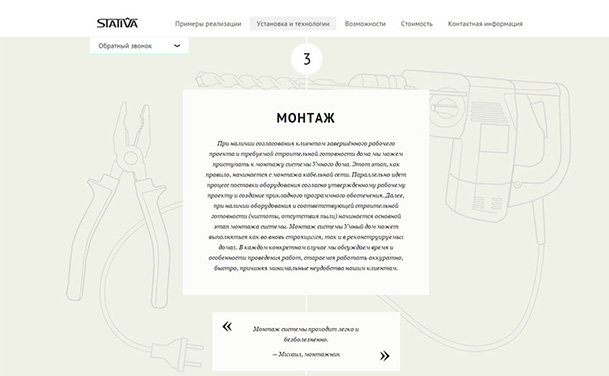 STATIVA
Примеры реализации
Установка и технологии
Возможности
Стоимость
Контактная информация
Обратный звонок
3
МОНТАЖ
При наличии согласования клиентом завершённого рабочего
проекта и требуемой строительной готовности дома мы можем
приступать к монтажу системы Умного дома. Этот этап, как
правило, начинается с монтажа кабельной сети. Параллельно идет
процесс поставки оборудования согласно утвержденному рабочему
проекту и создание прикладного программного обеспечения. Далее,
при наличии оборудования и соответствующей строительной
готовности (чистоты, отсутствия пыли) начинается основной
этап монтажа системы. Монтаж системы Умный дом может
выполняться как во вновь строящихся, так и в реконструируемых
домах. В каждом конкретном случае мы обсуждаем время и
особенности проведения работ, стараемся работать аккуратно,
быстро, причиняя минимальные неудобства нашим клиентам.
« Монтаж системы проходит легко и
безболезненно.
— Михаил, монтажник »